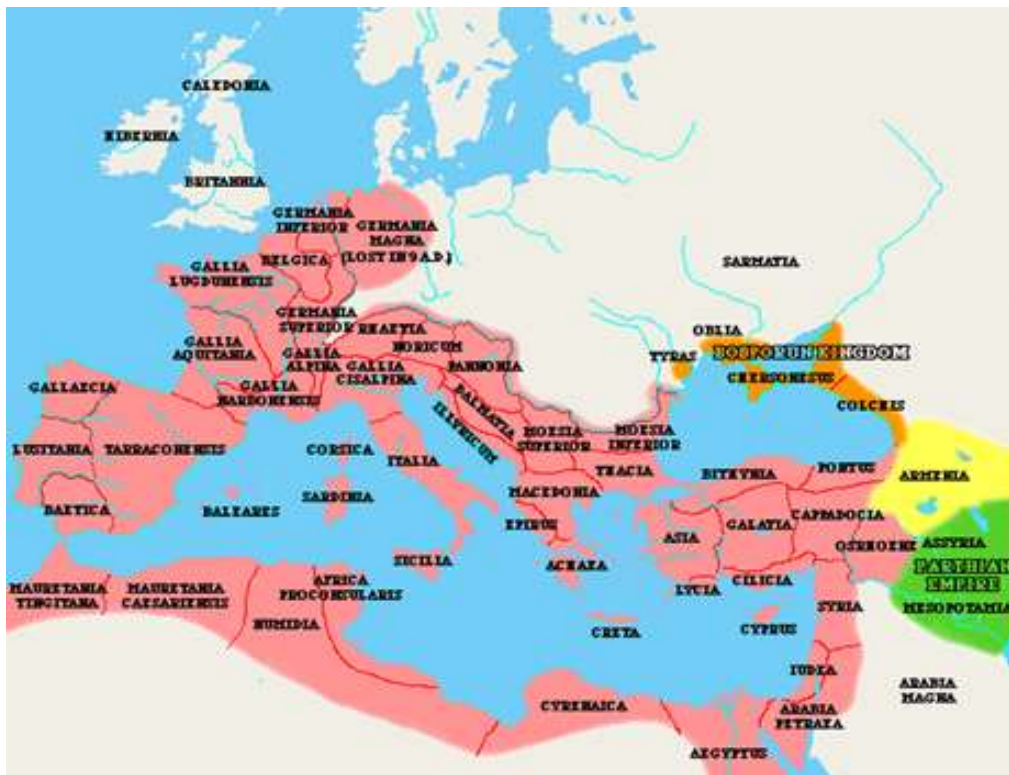 CALEDONIA
HIBERNIA
BRITANNIA
GERMANIA
INFERIOR
GERMANIA
MAGNA
(LOST IN 9 A.D.)
BELGICA
GALLIA
LUGDUNENSIS
SARMATIA
GERMANIA
SUPERIOR
RHAETIA
OBLIA
BOSPORUN KINGDOM
TYRAS
CHERSONESUS
COLCHIS
GALLIA
AQUITANIA
NORICUM
GALLIA
ALPINA
GALLIA
CISALPINA
PANNONIA
GALLAECIA
GALLIA
NARBONENSIS
DALMATIA
ILLYRICUM
MOESIA
SUPERIOR
MOESIA
INFERIOR
LUSITANIA
TARRACONENSIS
CORSICA
ITALIA
THACIA
BITHYNIA
PONTUS
ARMENIA
SARDINIA
MACEDONIA
BAETICA
BALEARES
EPIRUS
ASIA
GALATIA
CAPPADOCIA
OSRHOENE
ASSYRIA
PARTHIAN
EMPIRE
SICILIA
ACHAEA
LYCIA
CILICIA
MESOPOTAMIA
MAURETANIA
TINGITANA
MAURETANIA
CAESARIENSIS
AFRICA
PROCONSULARIS
NUMIDIA
SYRIA
CRETA
CYPRUS
IUDEA
ARABIA
MAGNA
CYRENAICA
ARABIA
PETRAEA
AEGYPTUS